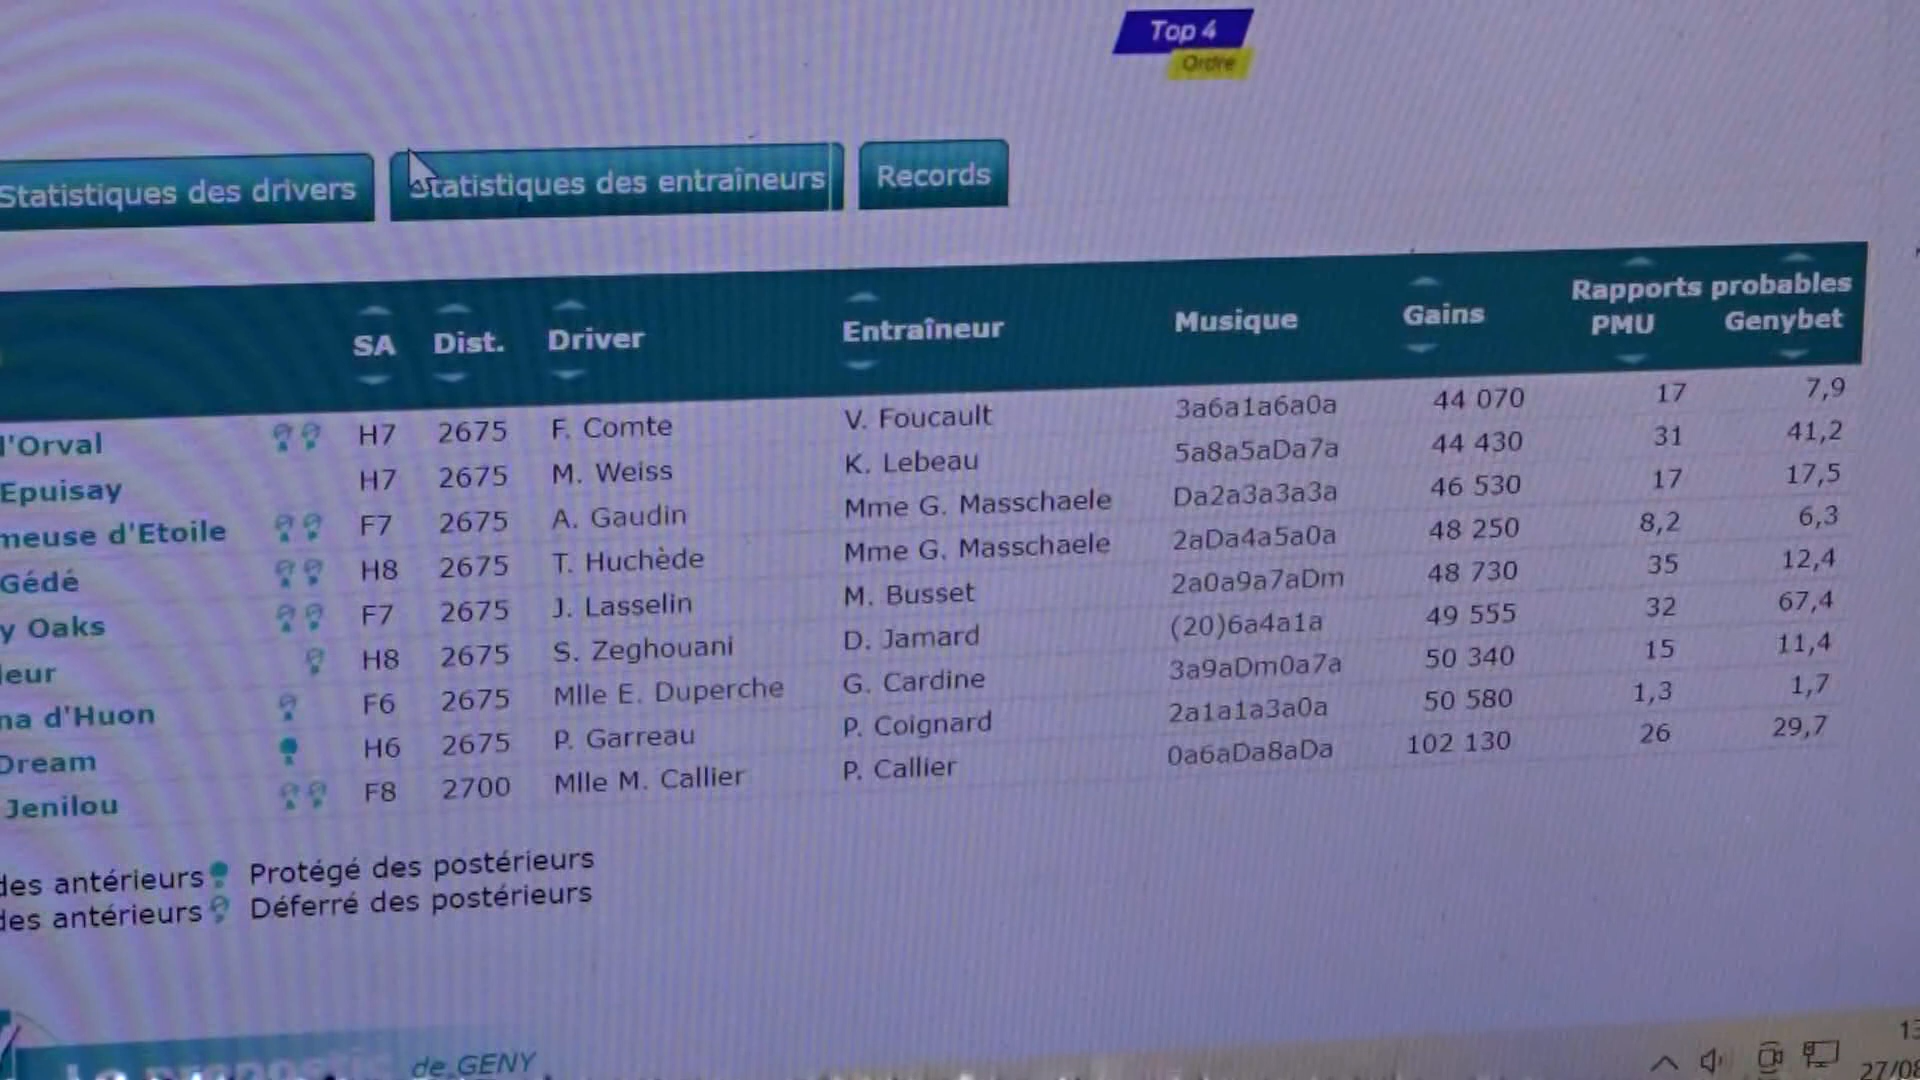 Top 4
Ordre
Statistiques des drivers
Statistiques des entraîneurs
Records
SA Dist. Driver Entraîneur Musique Gains Rapports probables
PMU Genybet
l'Orval H7 2675 F. Comte V. Foucault 3a6a1a6a0a 44 070 17 7,9
Epuisay H7 2675 M. Weiss K. Lebeau 5a8a5aDa7a 44 430 31 41,2
meuse d'Etoile F7 2675 A. Gaudin Mme G. Masschaele Da2a3a3a3a 46 530 17 17,5
Gédé H8 2675 T. Huchède Mme G. Masschaele 2aDa4a5a0a 48 250 8,2 6,3
y Oaks F7 2675 J. Lasselin M. Busset 2a0a9a7aDm 48 730 35 12,4
leur H8 2675 S. Zeghouani D. Jamard (20)6a4a1a 49 555 32 67,4
na d'Huon F6 2675 Mlle E. Duperche G. Cardine 3a9aDm0a7a 50 340 15 11,4
Dream H6 2675 P. Garreau P. Coignard 2a1a1a3a0a 50 580 1,3 1,7
Jenilou F8 2700 Mlle M. Callier P. Callier 0a6aDa8aDa 102 130 26 29,7
des antérieurs Protégé des postérieurs
des antérieurs Déferré des postérieurs
de GENY
13
27/08